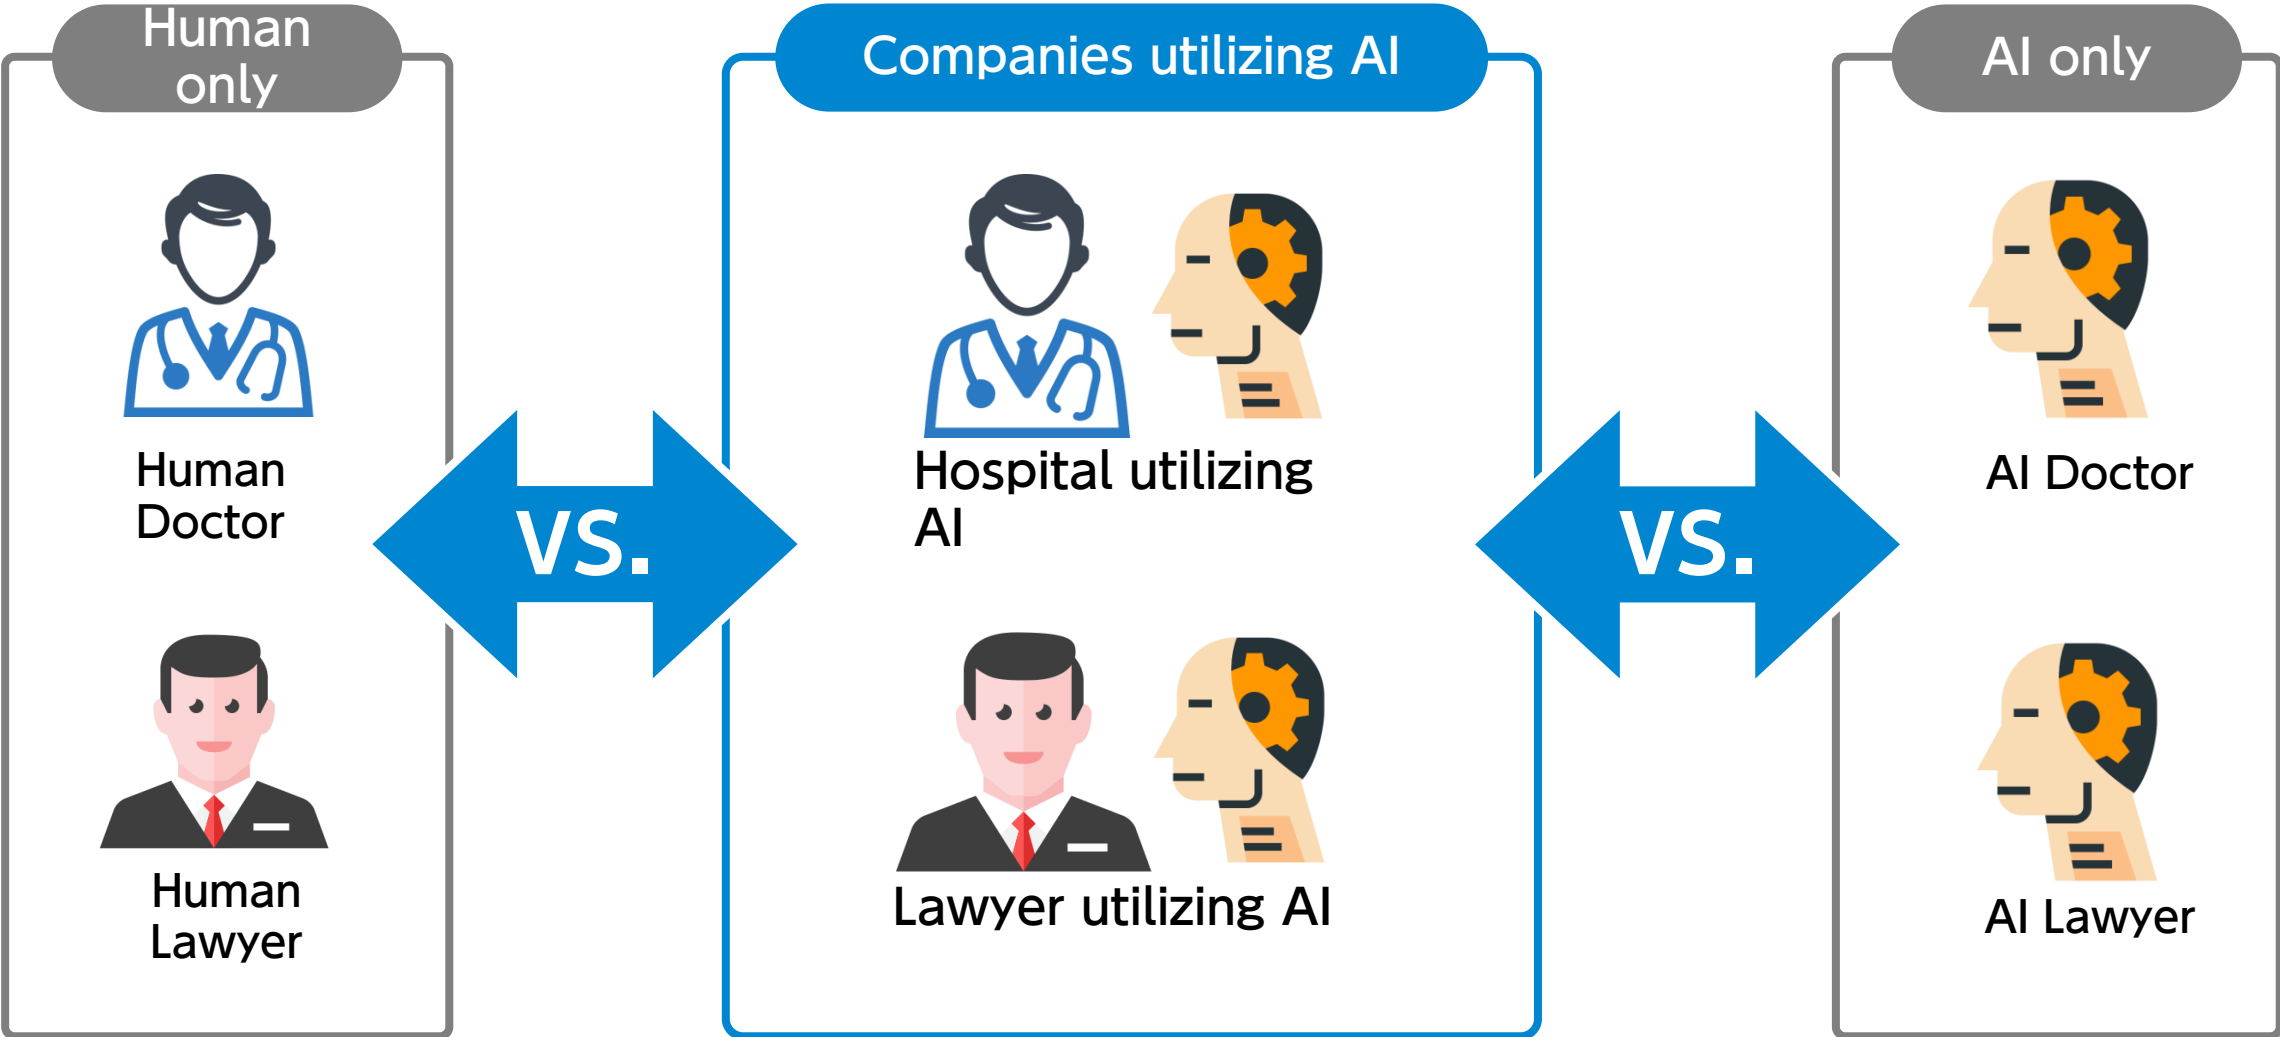 Human
only
Human
Doctor
Human
Lawyer
VS.
Companies utilizing AI
Hospital utilizing
AI
Lawyer utilizing AI
VS.
AI only
AI Doctor
AI Lawyer